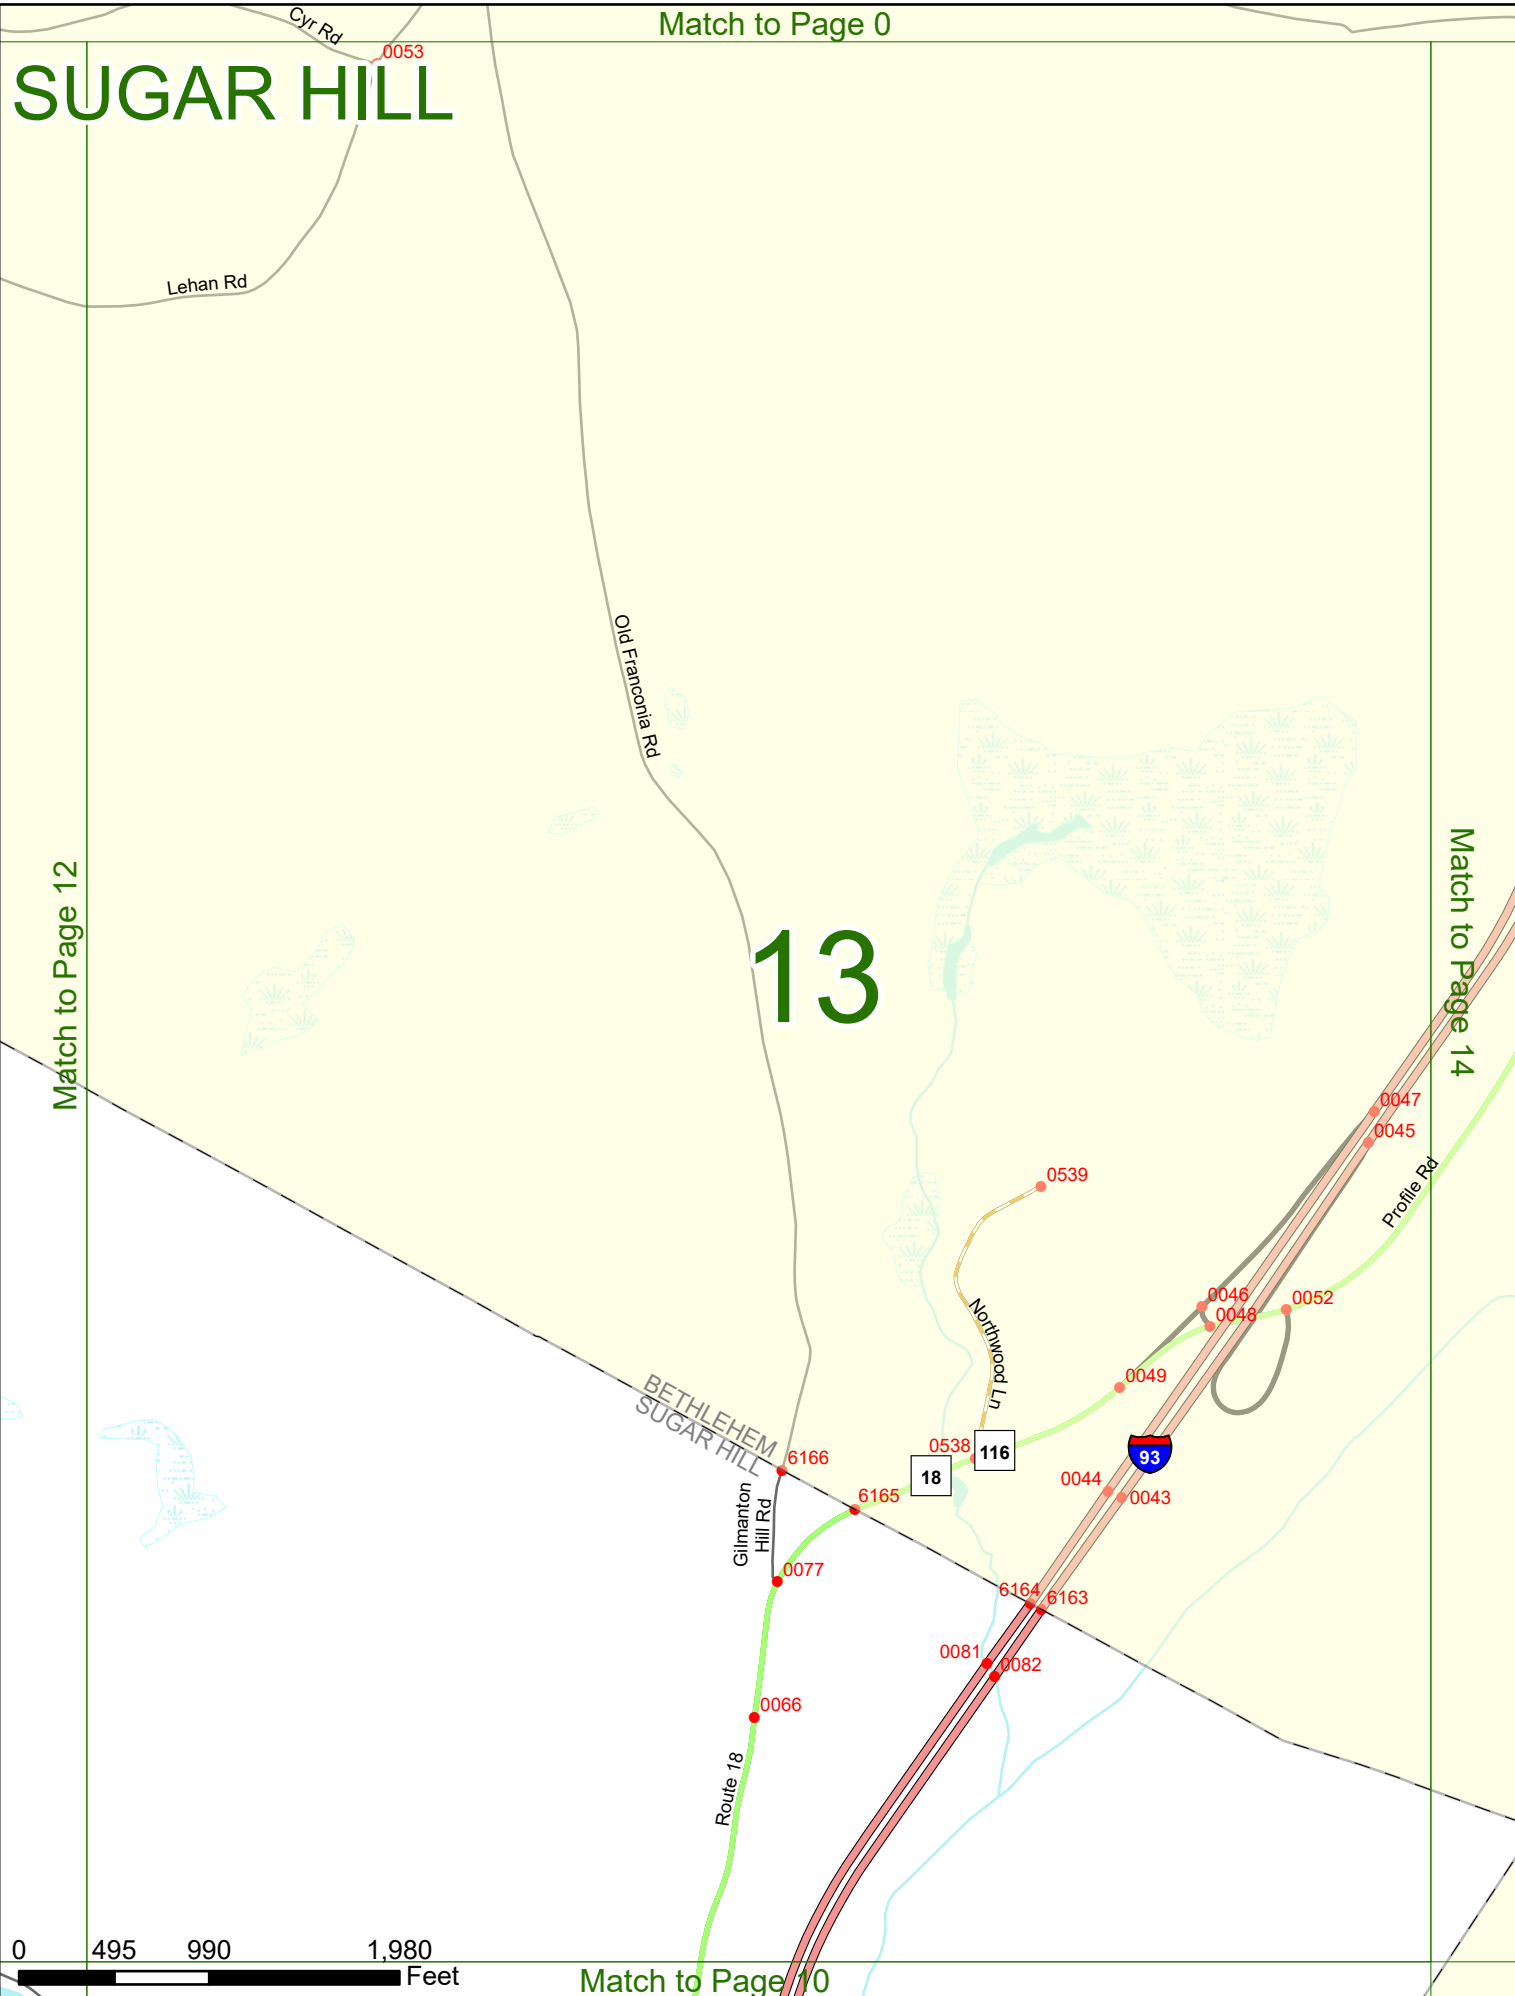 Match to Page 0
Cyr Rd
0053
SUGAR HILL
Lehan Rd
Old Franconia Rd
Match to Page 12
13
Match to Page 14
0047
0045
0539
Profile Rd
0046
0052
0048
Northwood Ln
0049
BETHLEHEM
SUGAR HILL
0538
116
93
6166
18
0044
0043
6165
Gilmanton
Hill Rd
0077
6164
6163
0081
0082
0066
Route 18
0
495
990
1,980
Feet
Match to Page 10